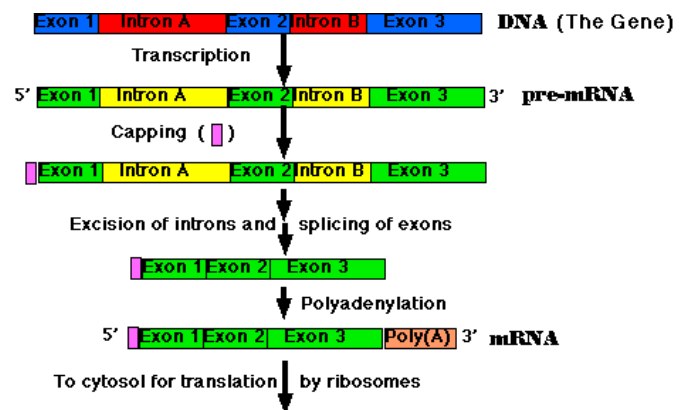 Exon 1 Intron A Exon 2 Intron B Exon 3 DNA (The Gene)
Transcription
5' Exon 1 Intron A Exon 2 Intron B Exon 3 3' pre-mRNA
Capping ( )
Exon 1 Intron A Exon 2 Intron B Exon 3
Excision of introns and splicing of exons
Exon 1 Exon 2 Exon 3
Polyadenylation
5' Exon 1 Exon 2 Exon 3 Poly(A) 3' mRNA
To cytosol for translation by ribosomes